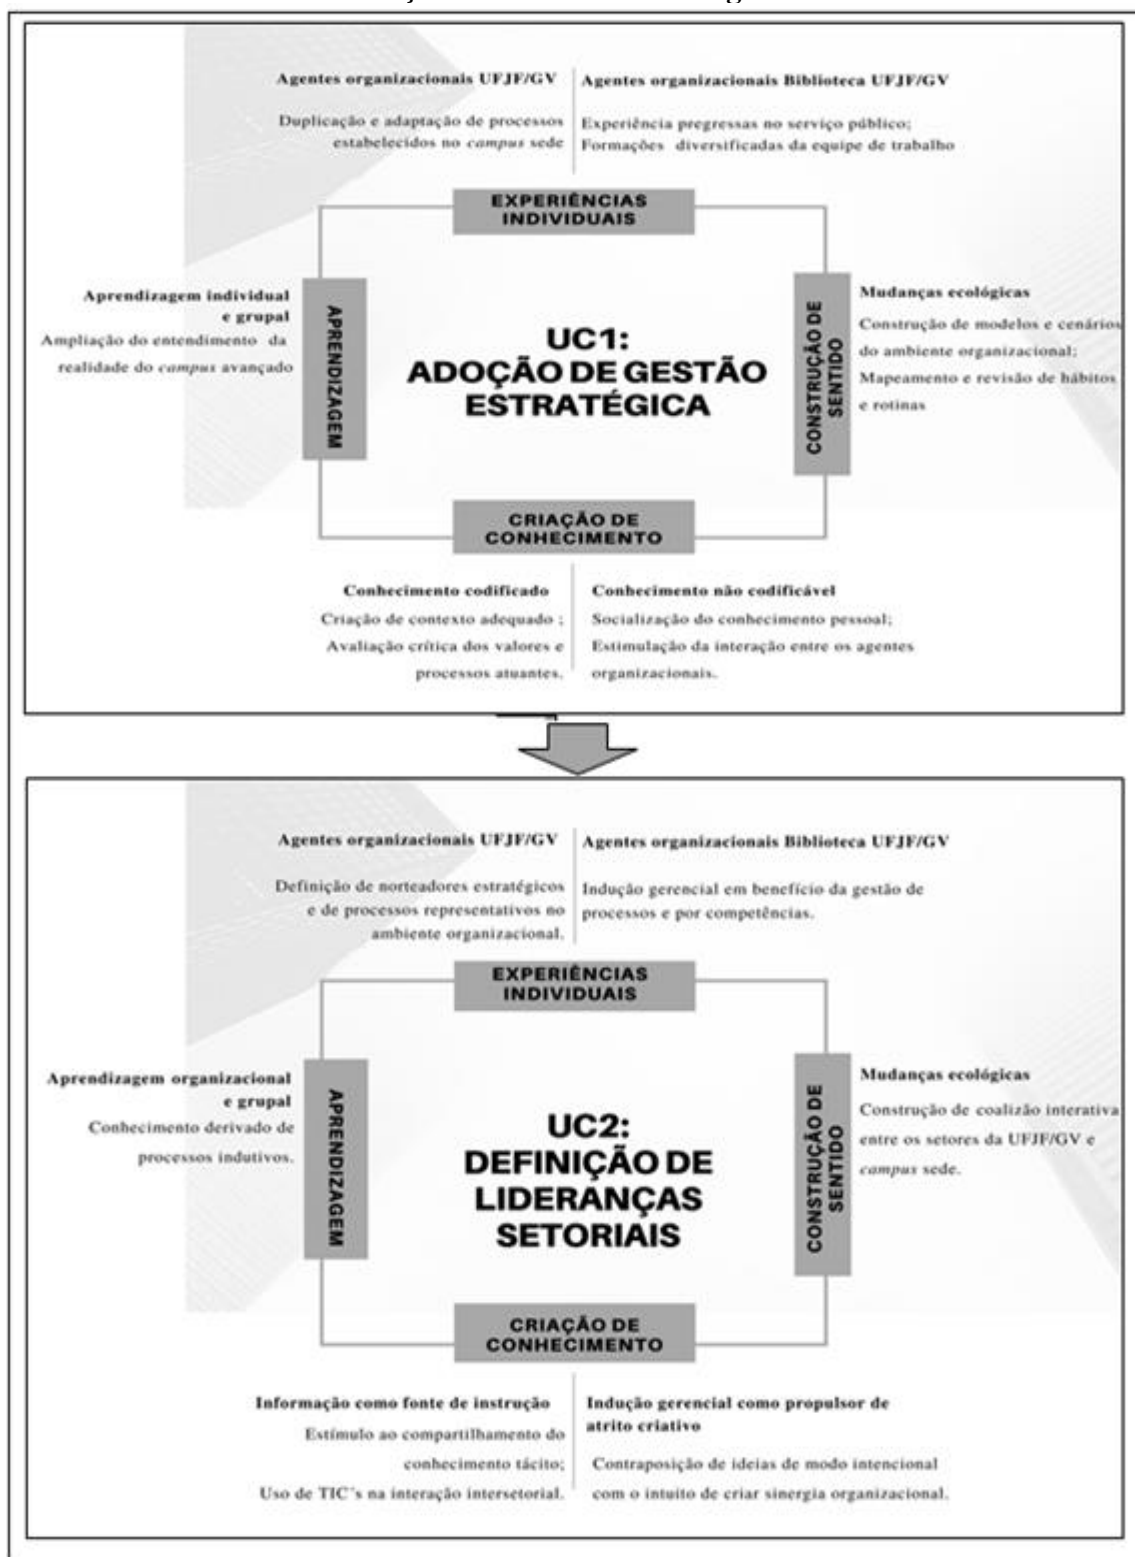 Agentes organizacionais UFJF/GV
Duplicação e adaptação de processos
estabelecidos no campus sede
Agentes organizacionais Biblioteca UFJF/GV
Experiência pregressas no serviço público;
Formações diversificadas da equipe de trabalho
EXPERIÊNCIAS
INDIVIDUAIS
Aprendizagem individual
e grupal
Ampliação do entendimento da
realidade do campus avançado
APRENDIZAGEM
UC1:
ADOÇÃO DE GESTÃO
ESTRATÉGICA
CONSTRUÇÃO DE
SENTIDO
Mudanças ecológicas
Construção de modelos e cenários
do ambiente organizacional;
Mapeamento e revisão de hábitos
e rotinas
CRIAÇÃO DE
CONHECIMENTO
Conhecimento codificado
Criação de contexto adequado ;
Avaliação crítica dos valores e
processos atuantes.
Conhecimento não codificável
Socialização do conhecimento pessoal;
Estimulação da interação entre os agentes
organizacionais.
Agentes organizacionais UFJF/GV
Definição de norteadores estratégicos
e de processos representativos no
ambiente organizacional.
Agentes organizacionais Biblioteca UFJF/GV
Indução gerencial em benefício da gestão de
processos e por competências.
EXPERIÊNCIAS
INDIVIDUAIS
Aprendizagem organizacional
e grupal
Conhecimento derivado de
processos indutivos.
APRENDIZAGEM
UC2:
DEFINIÇÃO DE
LIDERANÇAS
SETORIAIS
CONSTRUÇÃO DE
SENTIDO
Mudanças ecológicas
Construção de coalizão interativa
entre os setores da UFJF/GV e
campus sede.
CRIAÇÃO DE
CONHECIMENTO
Informação como fonte de instrução
Estímulo ao compartilhamento do
conhecimento tácito;
Uso de TIC's na interação intersetorial.
Indução gerencial como propulsor de
atrito criativo
Contraposição de ideias de modo intencional
com o intuito de criar sinergia organizacional.